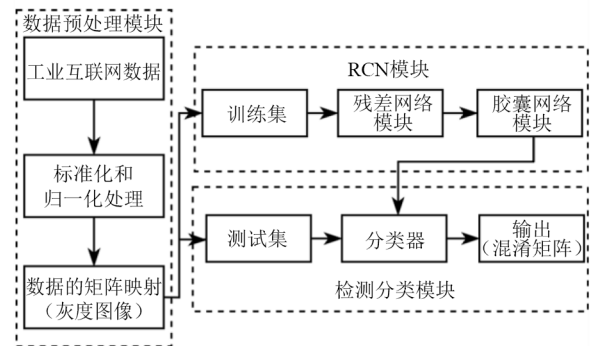 数据预处理模块
工业互联网数据
标准化和
归一化处理
数据的矩阵映射
（灰度图像）
RCN模块
训练集
残差网络
模块
胶囊网络
模块
测试集
分类器
输出
（混淆矩阵）
检测分类模块